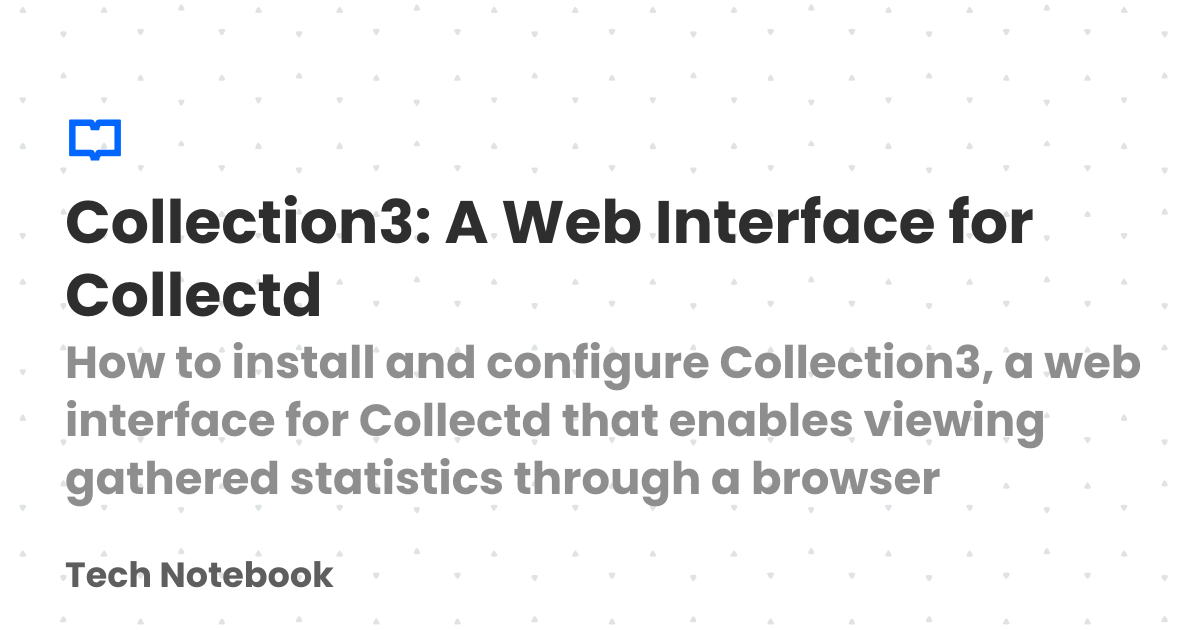 Collection3: A Web Interface for
Collectd
How to install and configure Collection3, a web
interface for Collectd that enables viewing
gathered statistics through a browser
Tech Notebook